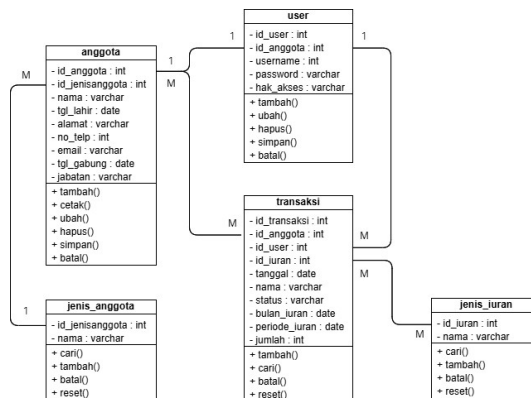 anggota
- id_anggota : int
- id_jenisanggota : int
- nama : varchar
- tgl_lahir : date
- alamat : varchar
- no_telp : int
- email : varchar
- tgl_gabung : date
- jabatan : varchar
+ tambah()
+ cetak()
+ ubah()
+ hapus()
+ simpan()
+ batal()
user
- id_user : int
- id_anggota : int
- username : int
- password : varchar
- hak_akses : varchar
+ tambah()
+ ubah()
+ hapus()
+ simpan()
+ batal()
transaksi
- id_transaksi : int
- id_anggota : int
- id_user : int
- id_iuran : int
- tanggal : date
- nama : varchar
- status : varchar
- bulan_iuran : date
- periode_iuran : date
- jumlah : int
+ tambah()
+ cari()
+ batal()
+ reset()
jenis_anggota
- id_jenisanggota : int
- nama : varchar
+ cari()
+ tambah()
+ batal()
+ reset()
jenis_iuran
- id_iuran : int
- nama : varchar
+ cari()
+ tambah()
+ batal()
+ reset()
M
1
1
M
1
1
M
M
M
M